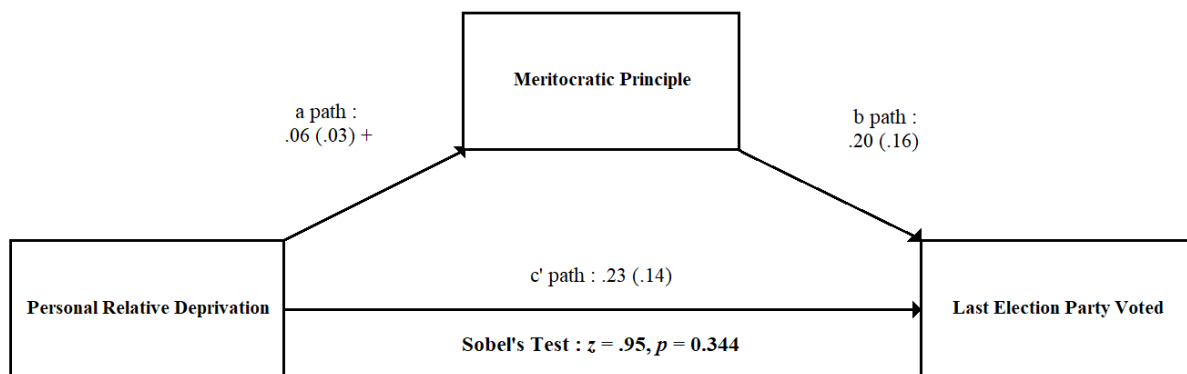 Meritocratic Principle
a path :
.06 (.03) +
b path :
.20 (.16)
c' path : .23 (.14)
Personal Relative Deprivation
Last Election Party Voted
Sobel's Test : z = .95, p = 0.344